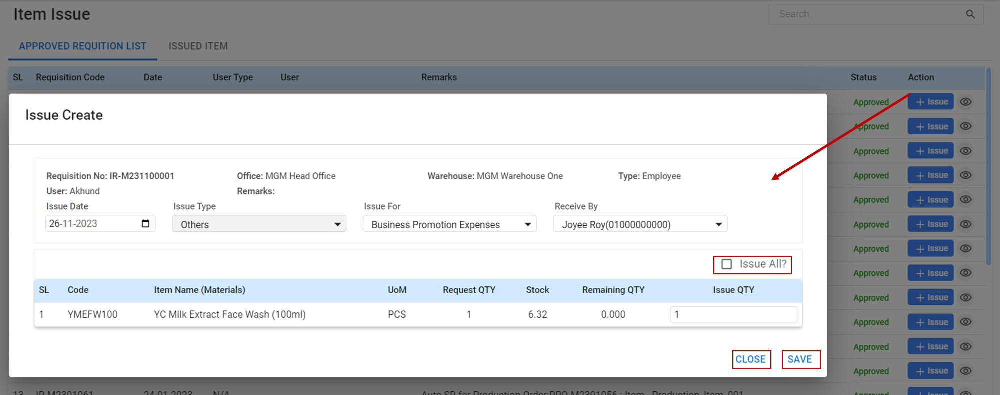 Item Issue
Search
APPROVED REQUITION LIST ISSUED ITEM
SL Requisition Code Date User Type User Remarks Status Action
Approved + Issue
Issue Create
Approved + Issue
Approved + Issue
Requisition No: IR-M231100001 Office: MGM Head Office Warehouse: MGM Warehouse One Type: Employee
Approved + Issue
User: Akhund Remarks:
Approved + Issue
Issue Date Issue Type Issue For Receive By
26-11-2023 Others Business Promotion Expenses Joyee Roy(01000000000)
Approved + Issue
Approved + Issue
Issue All?
Approved + Issue
SL Code Item Name (Materials) UoM Request QTY Stock Remaining QTY Issue QTY
Approved + Issue
1 YMEFW100 YC Milk Extract Face Wash (100ml) PCS 1 6.32 0.000 1
Approved + Issue
Approved + Issue
CLOSE SAVE
Approved + Issue
13 IR-M2301061 24-01-2023 N/A Auto SR for Production Order:PRO-M2301056 ; Item - Production_Item_001 Approved + Issue